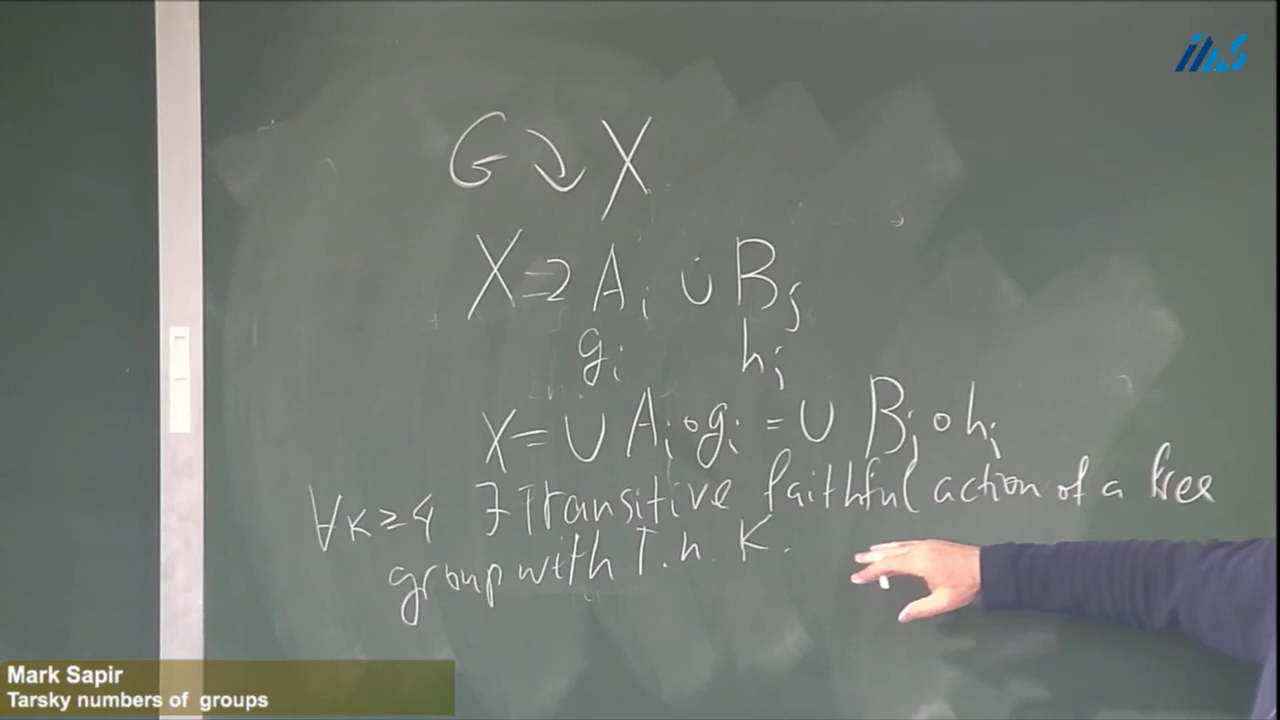 IHES
G ⤵ X
X = ⊇ A_i ∪ B_j
g_i h_j
X = ∪ A_i ∘ g_i = ∪ B_j ∘ h_j
∀K ≥ 4 ∃ Transitive faithful action of a free
group with T. n. K.
Mark Sapir
Tarsky numbers of groups